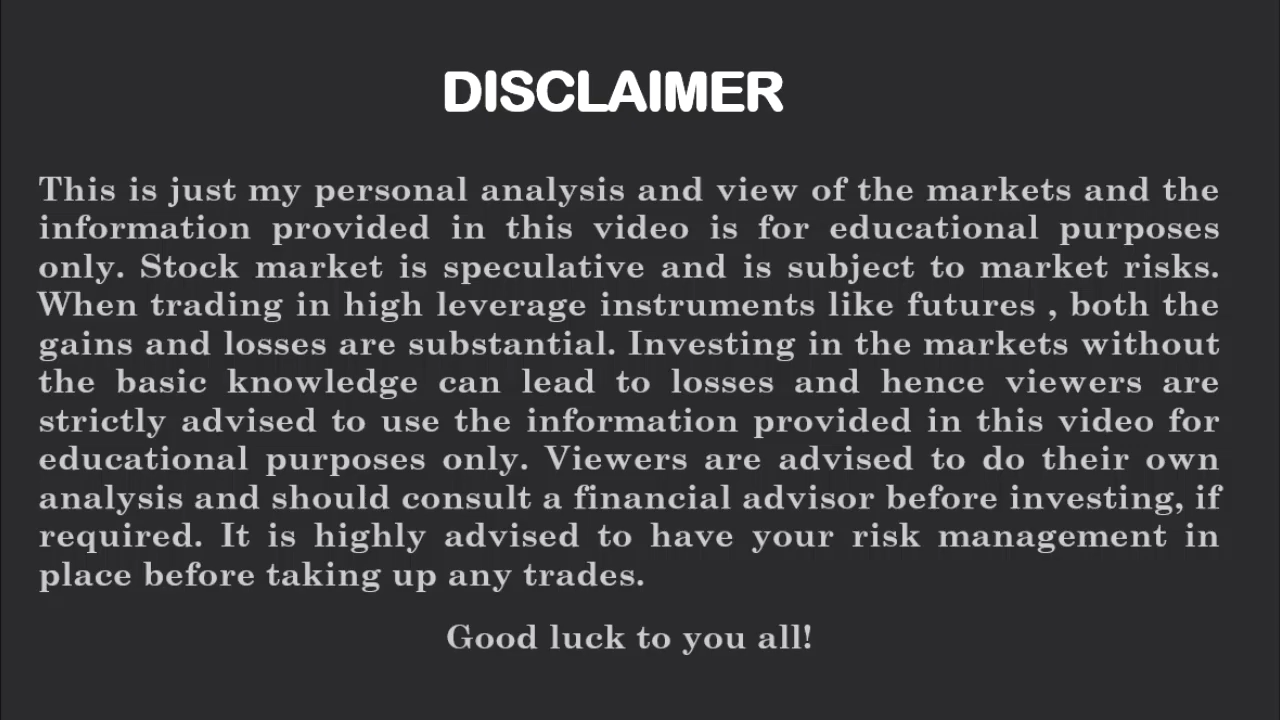 DISCLAIMER
This is just my personal analysis and view of the markets and the
information provided in this video is for educational purposes
only. Stock market is speculative and is subject to market risks.
When trading in high leverage instruments like futures , both the
gains and losses are substantial. Investing in the markets without
the basic knowledge can lead to losses and hence viewers are
strictly advised to use the information provided in this video for
educational purposes only. Viewers are advised to do their own
analysis and should consult a financial advisor before investing, if
required. It is highly advised to have your risk management in
place before taking up any trades.
Good luck to you all!